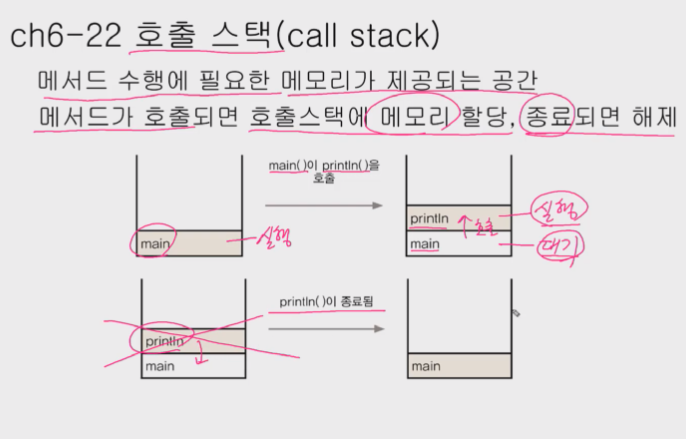 ch6-22 호출 스택(call stack)
메서드 수행에 필요한 메모리가 제공되는 공간
메서드가 호출되면 호출스택에 메모리 할당, 종료되면 해제
main()이 println()을
호출
main
실행
println
호출
실행
main
대기
println()이 종료됨
println
main
main